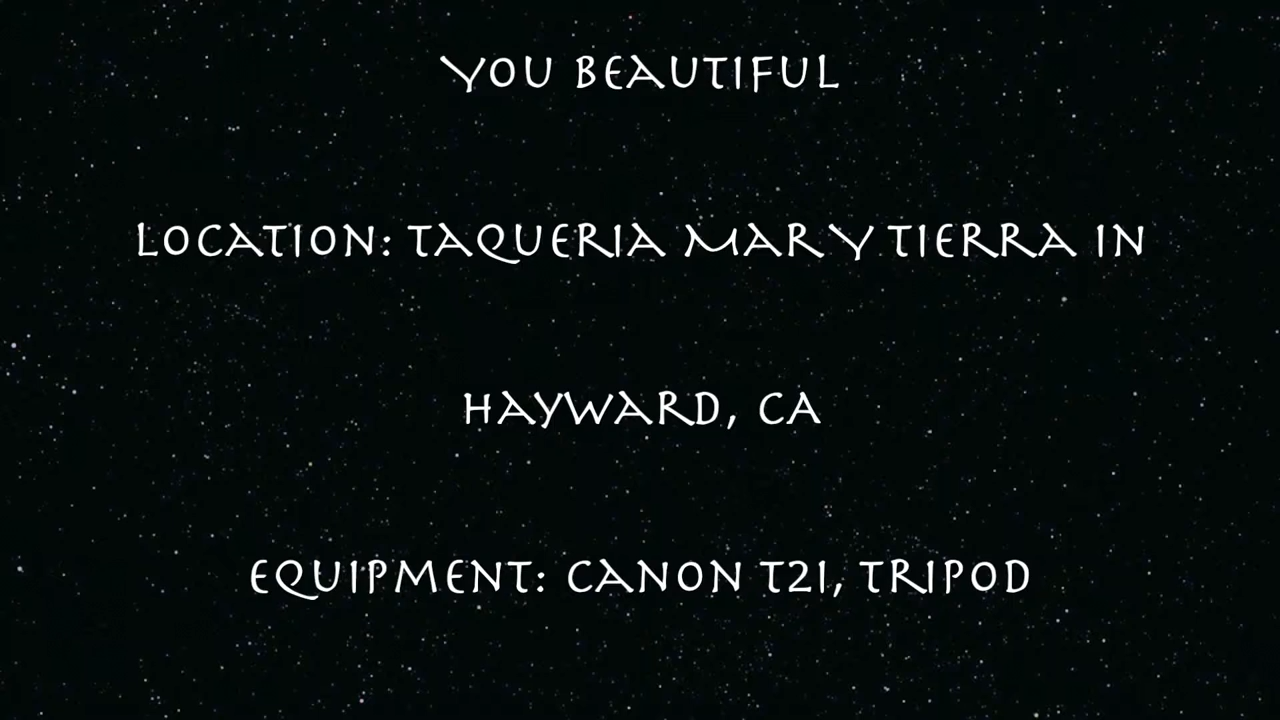 YOU BEAUTIFUL
LOCATION: TAQUERIA MAR Y TIERRA IN
HAYWARD, CA
EQUIPMENT: CANON T2I, TRIPOD